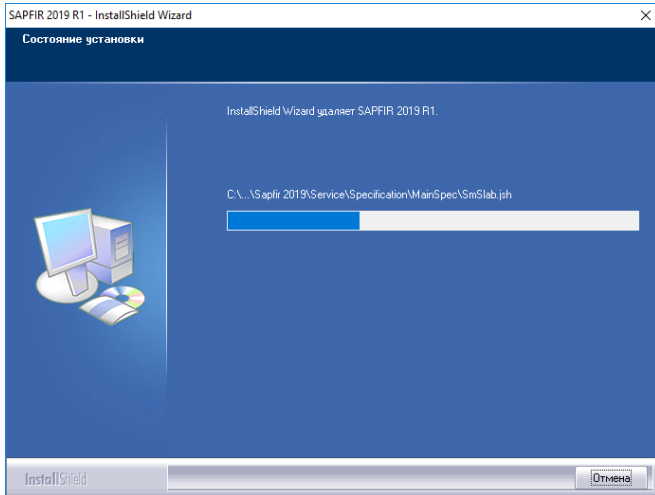 SAPFIR 2019 R1 - InstallShield Wizard
Состояние установки
InstallShield Wizard удаляет SAPFIR 2019 R1.
C:\...\Sapfir 2019\Service\Specification\MainSpec\SmSlab.jsh
InstallShield
Отмена